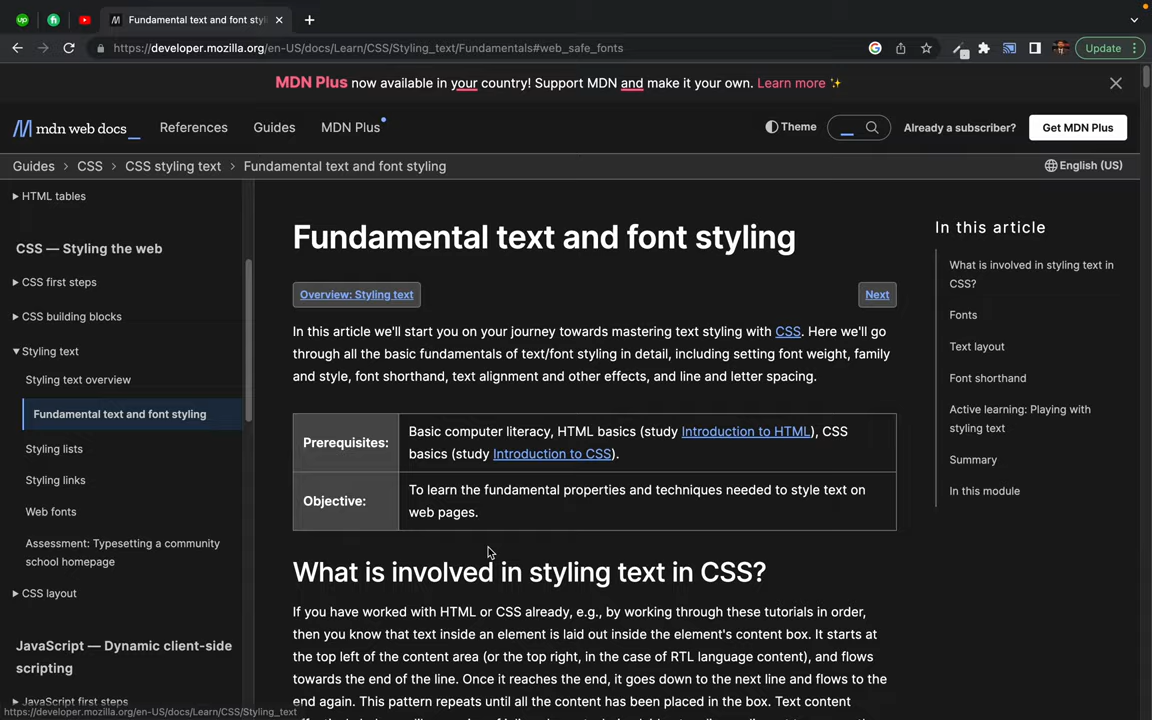 Fundamental text and font styli
https://developer.mozilla.org/en-US/docs/Learn/CSS/Styling_text/Fundamentals#web_safe_fonts
Update
MDN Plus now available in your country! Support MDN and make it your own. Learn more ✨
mdn web docs_
References
Guides
MDN Plus
Theme
Already a subscriber?
Get MDN Plus
Guides > CSS > CSS styling text > Fundamental text and font styling
English (US)
HTML tables
CSS — Styling the web
CSS first steps
CSS building blocks
Styling text
Styling text overview
Fundamental text and font styling
Styling lists
Styling links
Web fonts
Assessment: Typesetting a community
school homepage
CSS layout
JavaScript — Dynamic client-side
scripting
JavaScript first steps
https://developer.mozilla.org/en-US/docs/Learn/CSS/Styling_text
Fundamental text and font styling
Overview: Styling text
Next
In this article we'll start you on your journey towards mastering text styling with CSS. Here we'll go
through all the basic fundamentals of text/font styling in detail, including setting font weight, family
and style, font shorthand, text alignment and other effects, and line and letter spacing.
Prerequisites:
Basic computer literacy, HTML basics (study Introduction to HTML), CSS
basics (study Introduction to CSS).
Objective:
To learn the fundamental properties and techniques needed to style text on
web pages.
What is involved in styling text in CSS?
If you have worked with HTML or CSS already, e.g., by working through these tutorials in order,
then you know that text inside an element is laid out inside the element's content box. It starts at
the top left of the content area (or the top right, in the case of RTL language content), and flows
towards the end of the line. Once it reaches the end, it goes down to the next line and flows to the
end again. This pattern repeats until all the content has been placed in the box. Text content
In this article
What is involved in styling text in
CSS?
Fonts
Text layout
Font shorthand
Active learning: Playing with
styling text
Summary
In this module